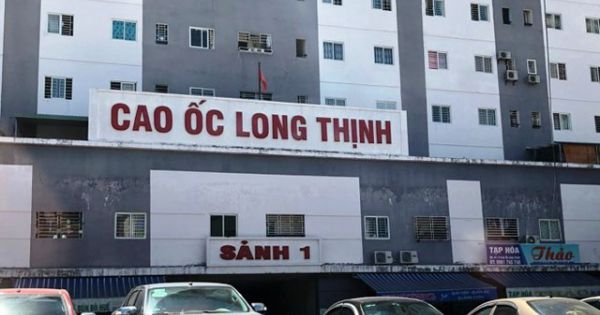 CAO ỐC LONG THỊNH
SẢNH 1
TẠP HÓA
Thảo